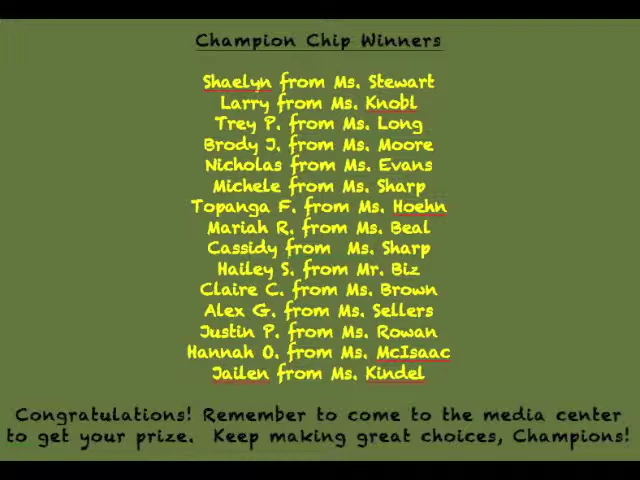 Champion Chip Winners
Shaelyn from Ms. Stewart
Larry from Ms. Knobl
Trey P. from Ms. Long
Brody J. from Ms. Moore
Nicholas from Ms. Evans
Michele from Ms. Sharp
Topanga F. from Ms. Hoehn
Mariah R. from Ms. Beal
Cassidy from  Ms. Sharp
Hailey S. from Mr. Biz
Claire C. from Ms. Brown
Alex G. from Ms. Sellers
Justin P. from Ms. Rowan
Hannah O. from Ms. McIsaac
Jailen from Ms. Kindel
Congratulations! Remember to come to the media center
to get your prize.  Keep making great choices, Champions!